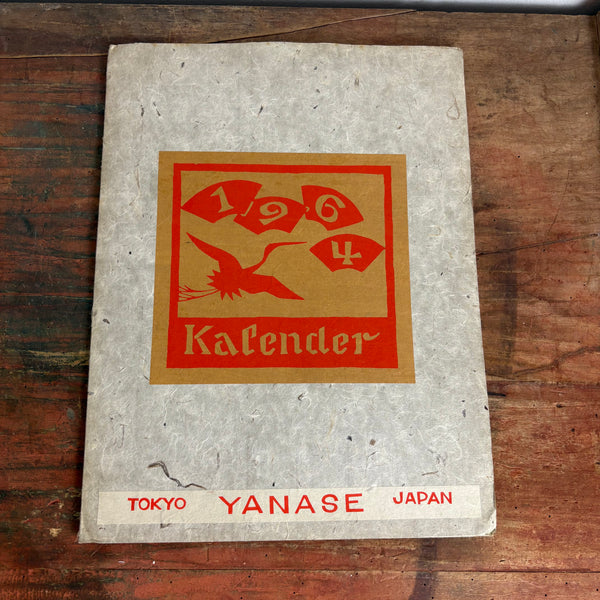 1964
Kalender
TOKYO YANASE JAPAN